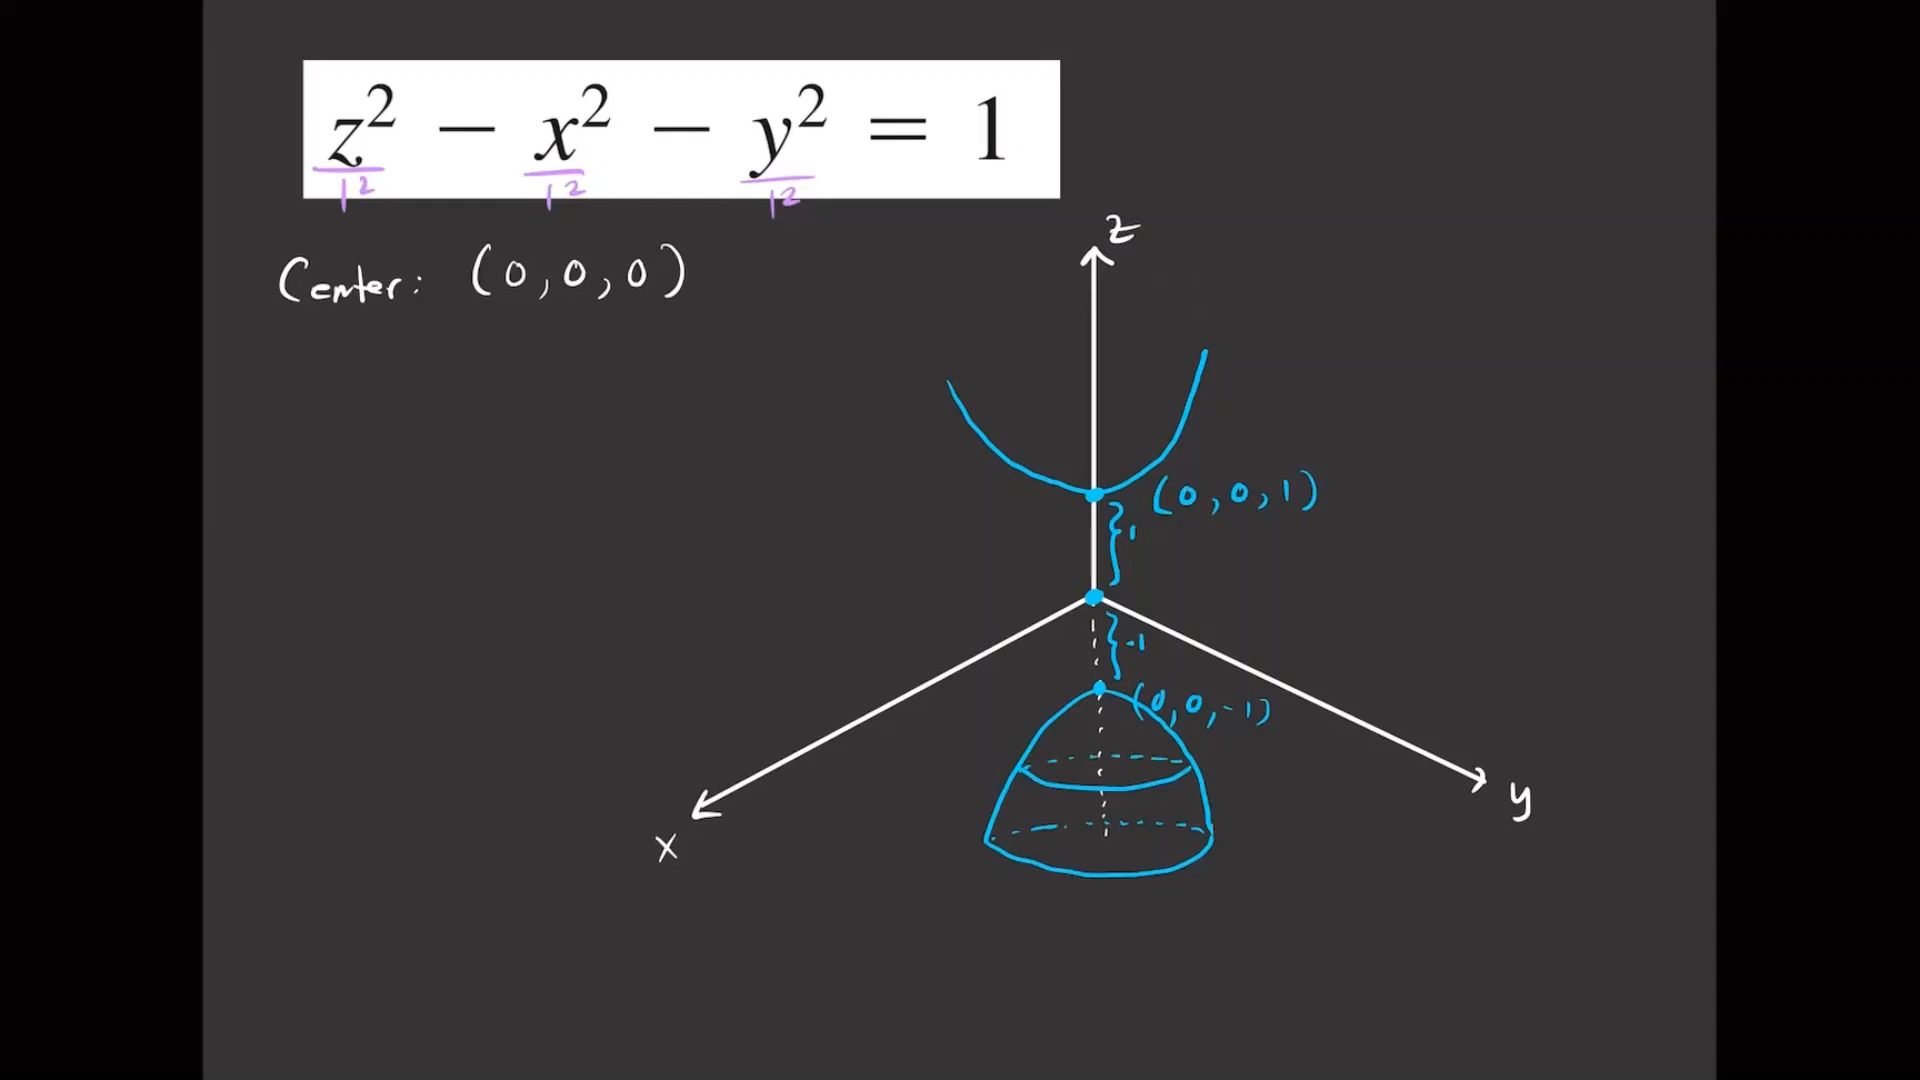 z² − x² − y² = 1
1² 1² 1²
Center: (0,0,0)
z
(0,0,1)
1
-1
(0,0,-1)
y
x